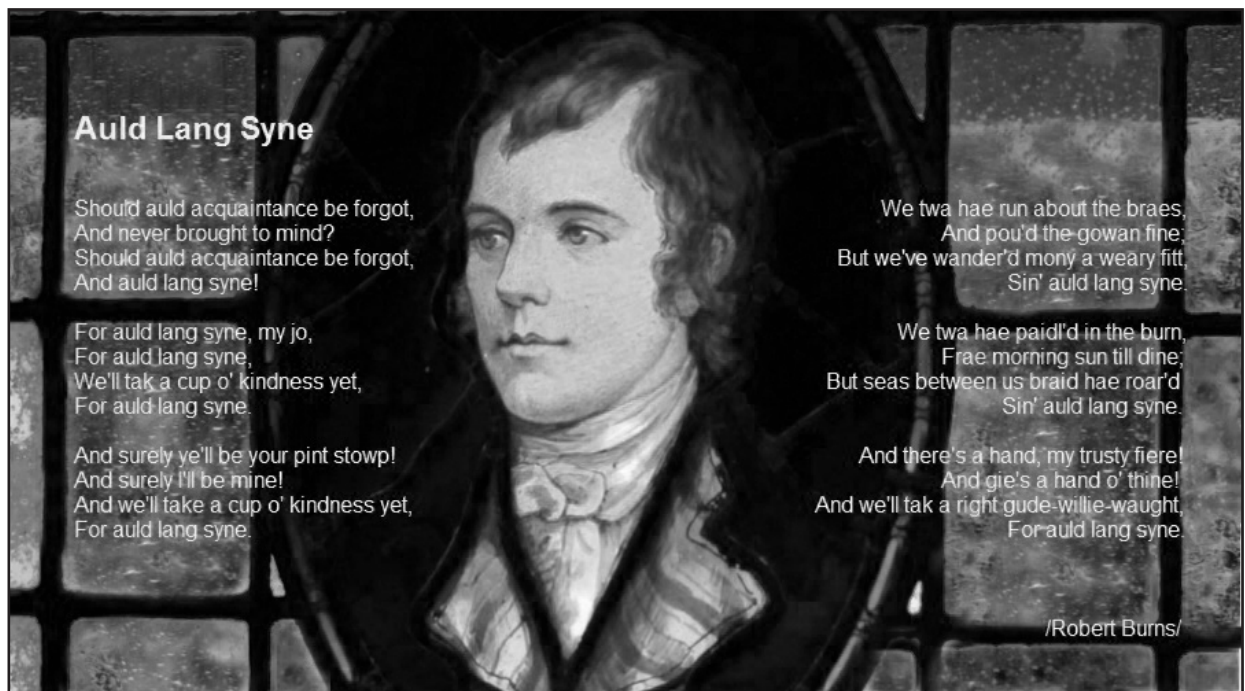 Auld Lang Syne
Should auld acquaintance be forgot,
And never brought to mind?
Should auld acquaintance be forgot,
And auld lang syne!
For auld lang syne, my jo,
For auld lang syne,
We'll tak a cup o' kindness yet,
For auld lang syne.
And surely ye'll be your pint stowp!
And surely I'll be mine!
And we'll take a cup o' kindness yet,
For auld lang syne.
We twa hae run about the braes,
And pou'd the gowan fine;
But we've wander'd mony a weary fitt,
Sin' auld lang syne.
We twa hae paidl'd in the burn,
Frae morning sun till dine;
But seas between us braid hae roar'd
Sin' auld lang syne.
And there's a hand, my trusty fiere!
And gie's a hand o' thine!
And we'll tak a right gude-willie-waught,
For auld lang syne.
/Robert Burns/